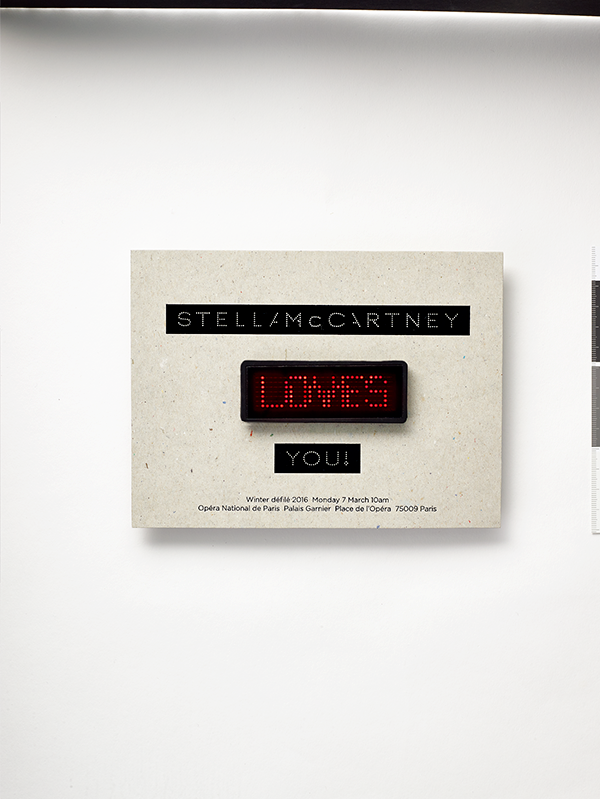 STELLAMcCARTNEY
LOVES
YOU!
Winter défilé 2016 Monday 7 March 10am
Opéra National de Paris Palais Garnier Place de l'Opéra 75009 Paris